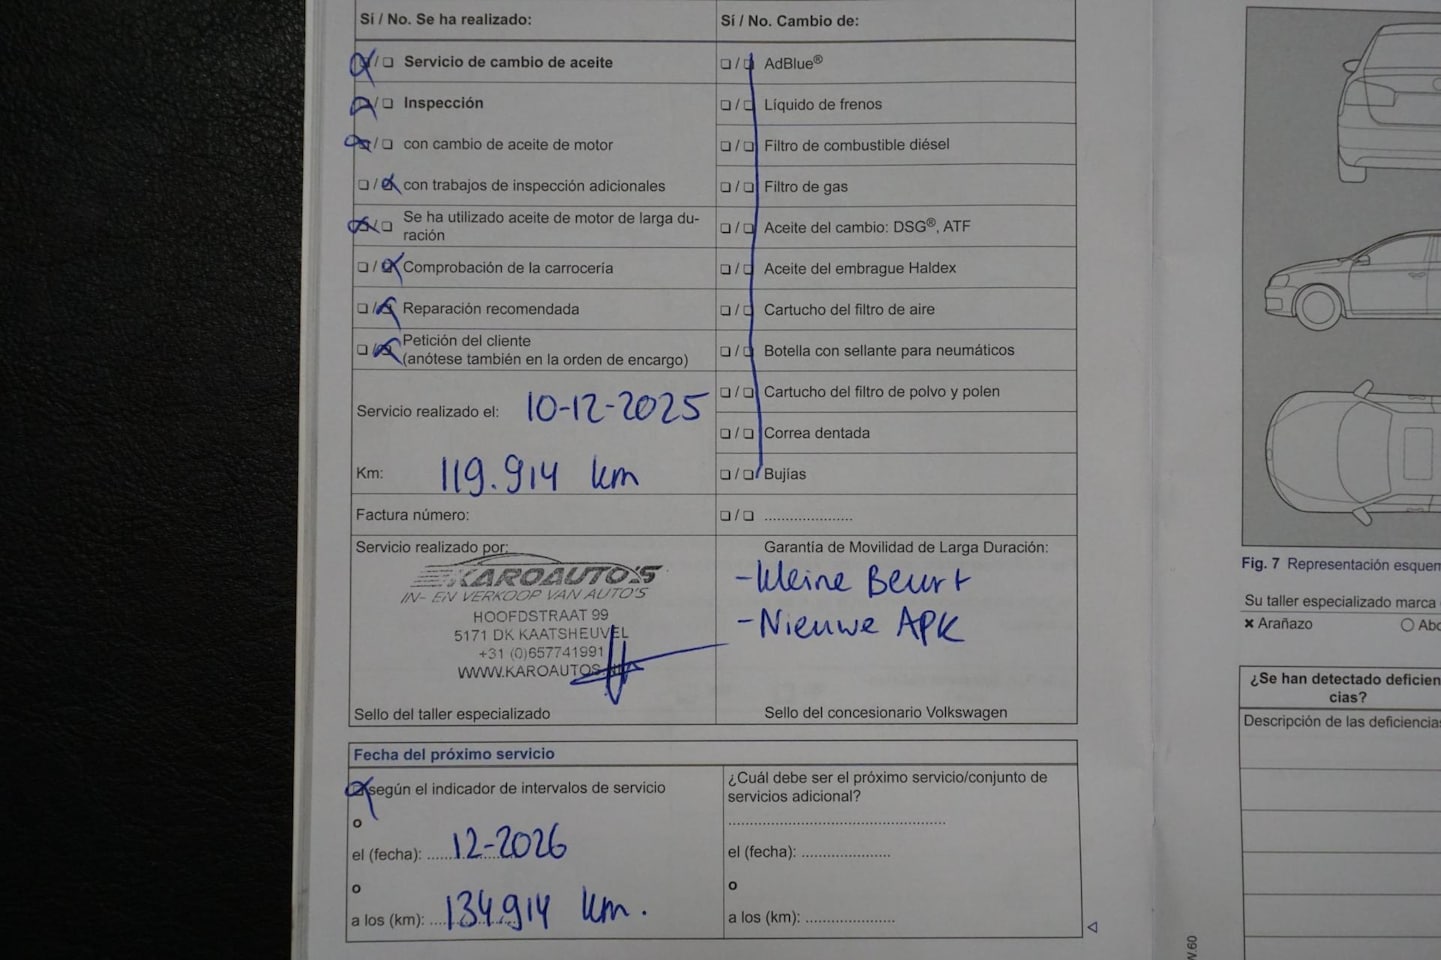 Sí / No. Se ha realizado:
Servicio de cambio de aceite
Inspección
con cambio de aceite de motor
con trabajos de inspección adicionales
Se ha utilizado aceite de motor de larga du-
ración
Comprobación de la carrocería
Reparación recomendada
Petición del cliente
(anótese también en la orden de encargo)
Servicio realizado el: 10-12-2025
Km: 119.914 km
Factura número:
Servicio realizado por:
KAROAUTO'S
IN- EN VERKOOP VAN AUTO'S
HOOFDSTRAAT 99
5171 DK KAATSHEUVEL
+31 (0)657741991
WWW.KAROAUTOS.NL
Sello del taller especializado
Sí / No. Cambio de:
AdBlue®
Líquido de frenos
Filtro de combustible diésel
Filtro de gas
Aceite del cambio: DSG®, ATF
Aceite del embrague Haldex
Cartucho del filtro de aire
Botella con sellante para neumáticos
Cartucho del filtro de polvo y polen
Correa dentada
Bujías
Garantía de Movilidad de Larga Duración:
- Kleine Beurt
- Nieuwe APK
Sello del concesionario Volkswagen
Fecha del próximo servicio
según el indicador de intervalos de servicio
o
el (fecha): 12-2026
o
a los (km): 134.914 km.
¿Cuál debe ser el próximo servicio/conjunto de
servicios adicional?
el (fecha):
o
a los (km):
Fig. 7 Representación esquem
Su taller especializado marca
× Arañazo
Abo
¿Se han detectado deficien
cias?
Descripción de las deficiencias